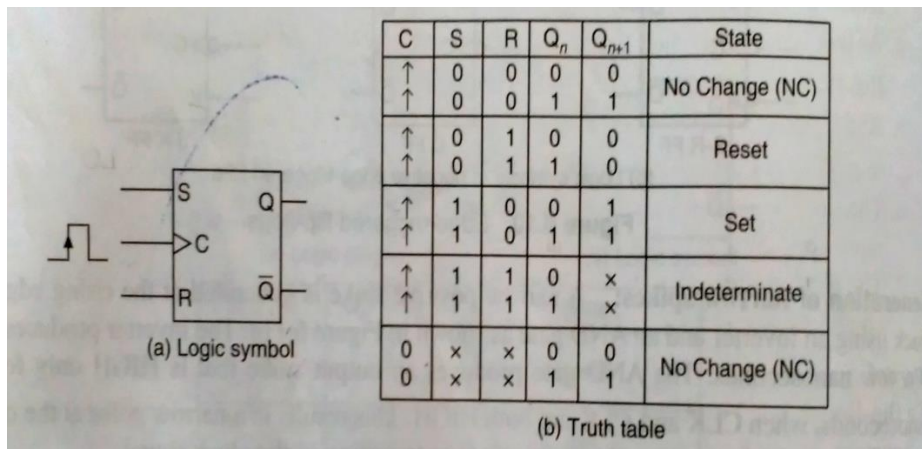 S
Q
C
R
Q̅
(a) Logic symbol
C S R Qₙ Qₙ₊₁ State
↑ 0 0 0 0
↑ 0 0 1 1
No Change (NC)
↑ 0 1 0 0
↑ 0 1 1 0
Reset
↑ 1 0 0 1
↑ 1 0 1 1
Set
↑ 1 1 0 ×
↑ 1 1 1 ×
Indeterminate
0 × × 0 0
0 × × 1 1
No Change (NC)
(b) Truth table